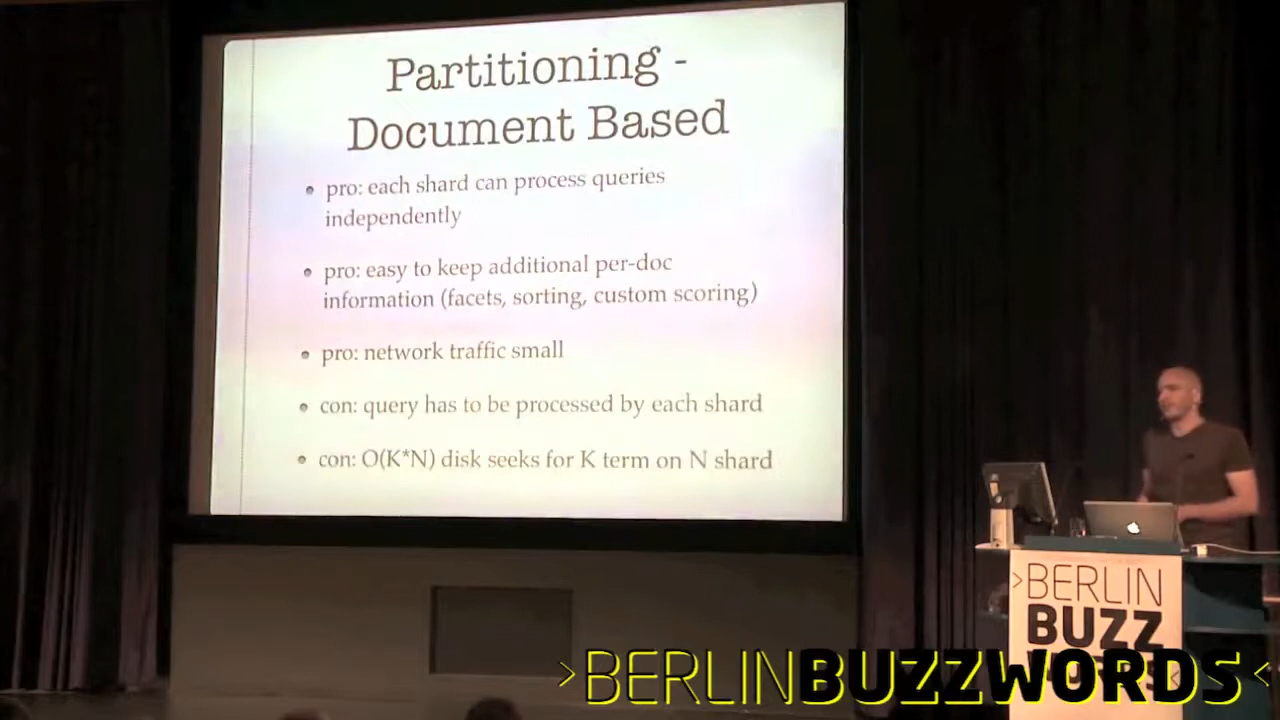 Partitioning -
Document Based
• pro: each shard can process queries
independently
• pro: easy to keep additional per-doc
information (facets, sorting, custom scoring)
• pro: network traffic small
• con: query has to be processed by each shard
• con: O(K*N) disk seeks for K term on N shard
>BERLIN
BUZZ
WORDS
>BERLINBUZZWORDS<